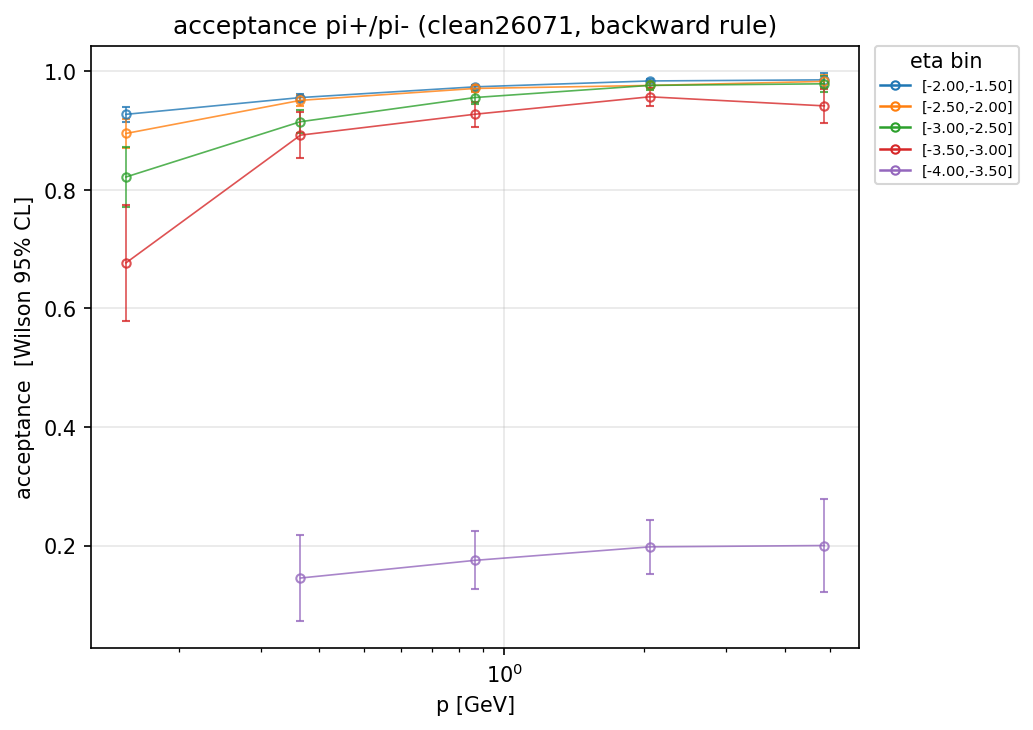 acceptance pi+/pi- (clean26071, backward rule)
acceptance [Wilson 95% CL]
1.0
0.8
0.6
0.4
0.2
10⁰
p [GeV]
eta bin
[-2.00,-1.50]
[-2.50,-2.00]
[-3.00,-2.50]
[-3.50,-3.00]
[-4.00,-3.50]